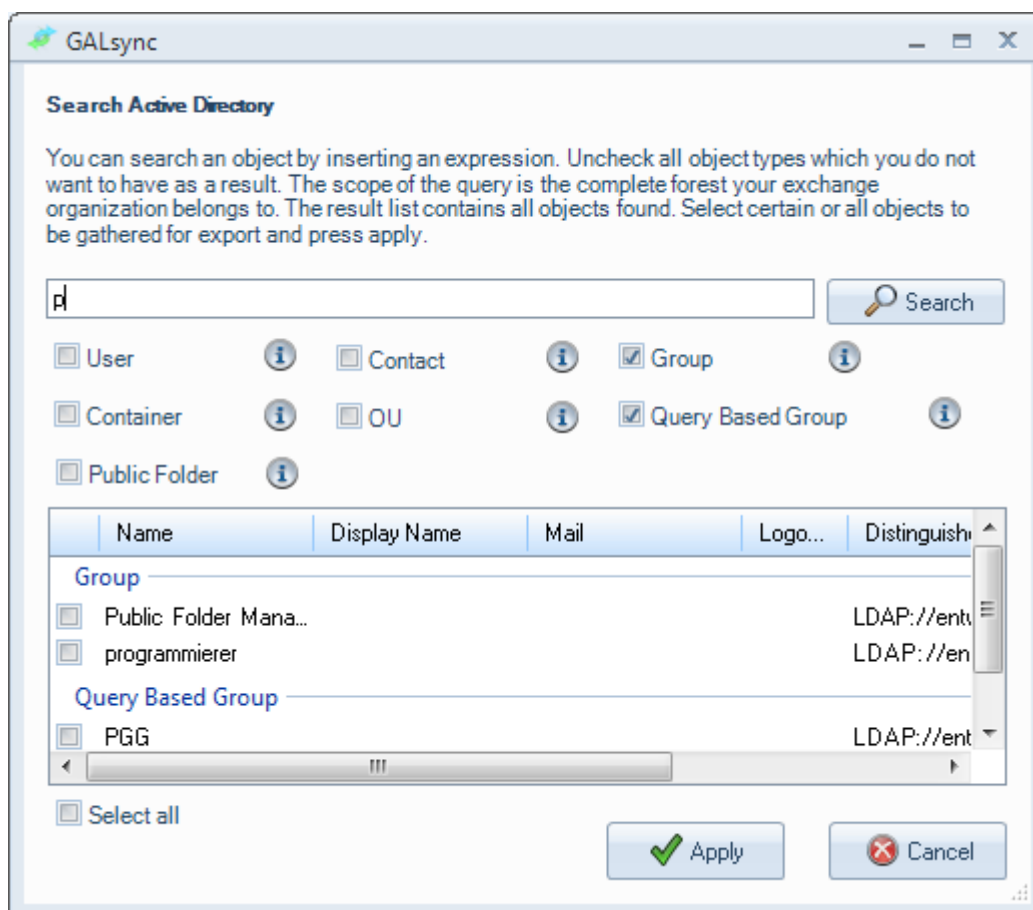 GALsync
Search Active Directory
You can search an object by inserting an expression. Uncheck all object types which you do not
want to have as a result. The scope of the query is the complete forest your exchange
organization belongs to. The result list contains all objects found. Select certain or all objects to
be gathered for export and press apply.
p Search
User Contact Group
Container OU Query Based Group
Public Folder
Name Display Name Mail Logo... Distinguishe
Group
Public Folder Mana... LDAP://entw
programmierer LDAP://en
Query Based Group
PGG LDAP://ent
Select all
Apply Cancel